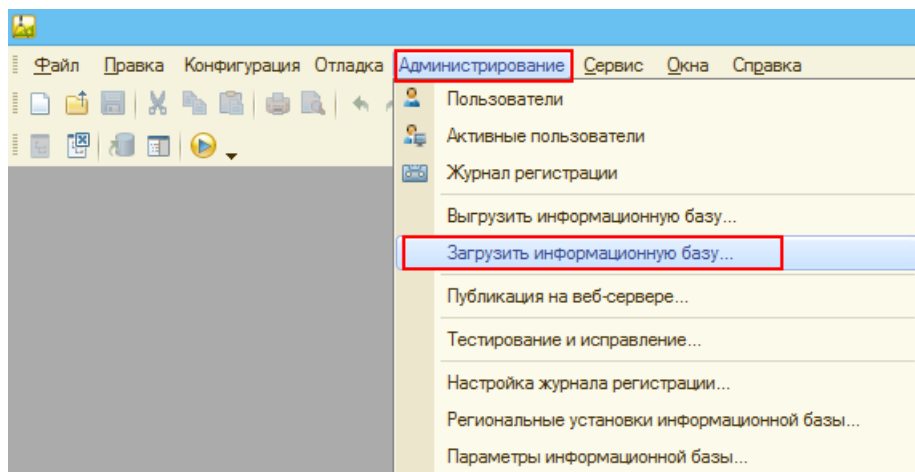 Файл Правка Конфигурация Отладка Администрирование Сервис Окна Справка
Пользователи
Активные пользователи
Журнал регистрации
Выгрузить информационную базу...
Загрузить информационную базу...
Публикация на веб-сервере...
Тестирование и исправление...
Настройка журнала регистрации...
Региональные установки информационной базы...
Параметры информационной базы...